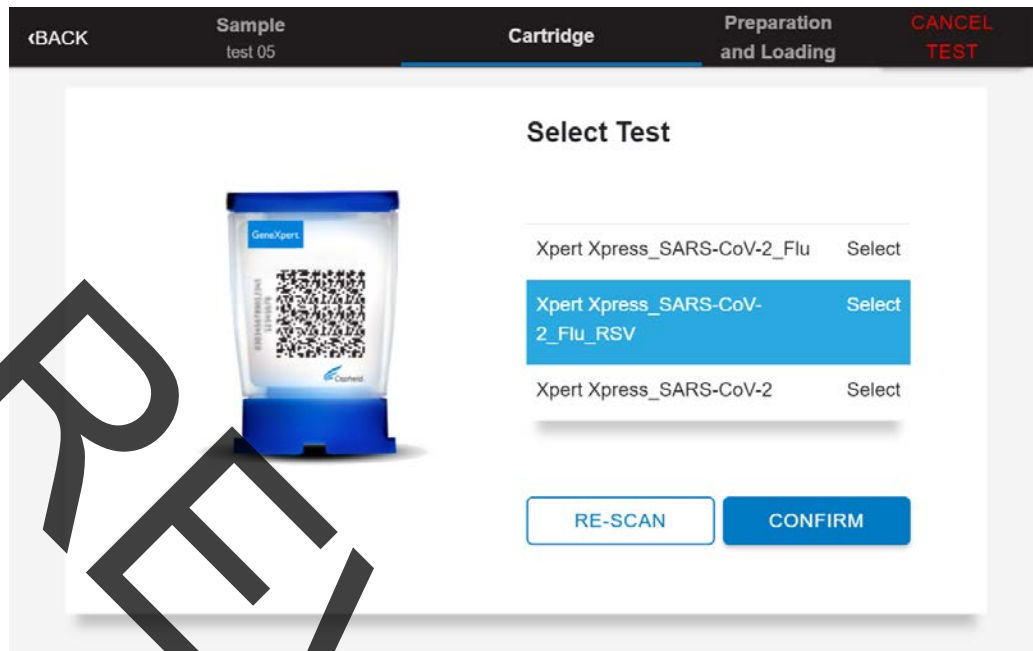 ‹BACK
Sample
test 05
Cartridge
Preparation
and Loading
CANCEL
TEST
Select Test
GeneXpert
Cepheid
Xpert Xpress_SARS-CoV-2_Flu Select
Xpert Xpress_SARS-CoV- Select
2_Flu_RSV
Xpert Xpress_SARS-CoV-2 Select
RE-SCAN CONFIRM